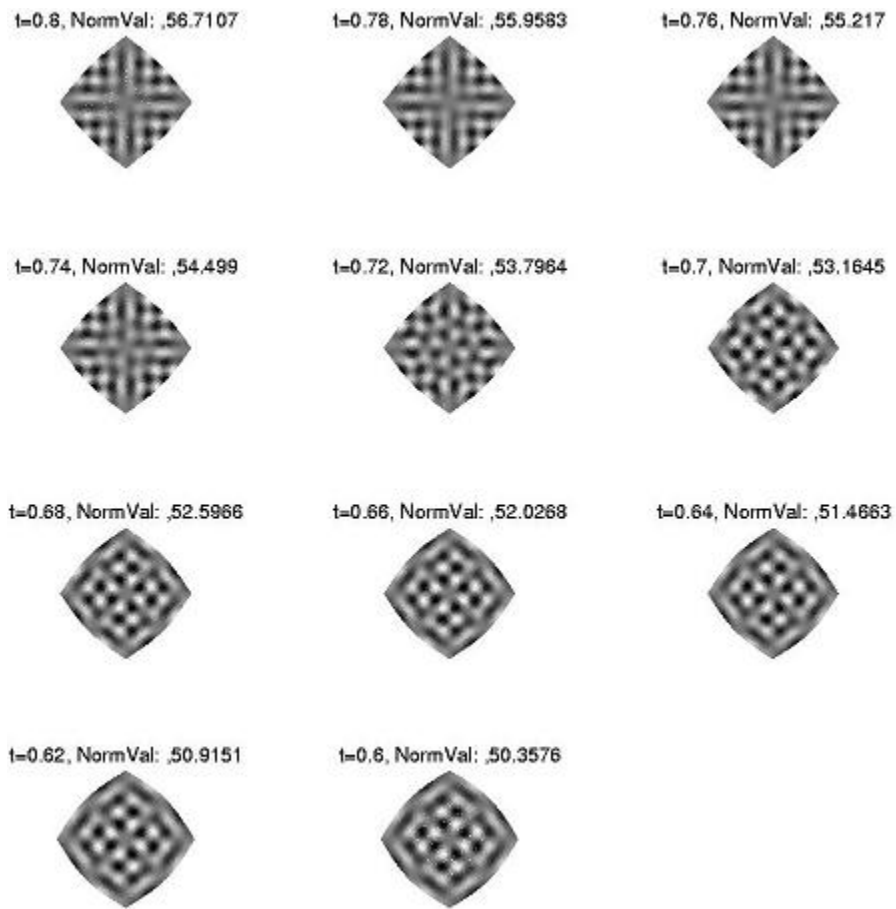 t=0.8, NormVal: ,56.7107
t=0.78, NormVal: ,55.9583
t=0.76, NormVal: ,55.217
t=0.74, NormVal: ,54.499
t=0.72, NormVal: ,53.7964
t=0.7, NormVal: ,53.1645
t=0.68, NormVal: ,52.5966
t=0.66, NormVal: ,52.0268
t=0.64, NormVal: ,51.4663
t=0.62, NormVal: ,50.9151
t=0.6, NormVal: ,50.3576